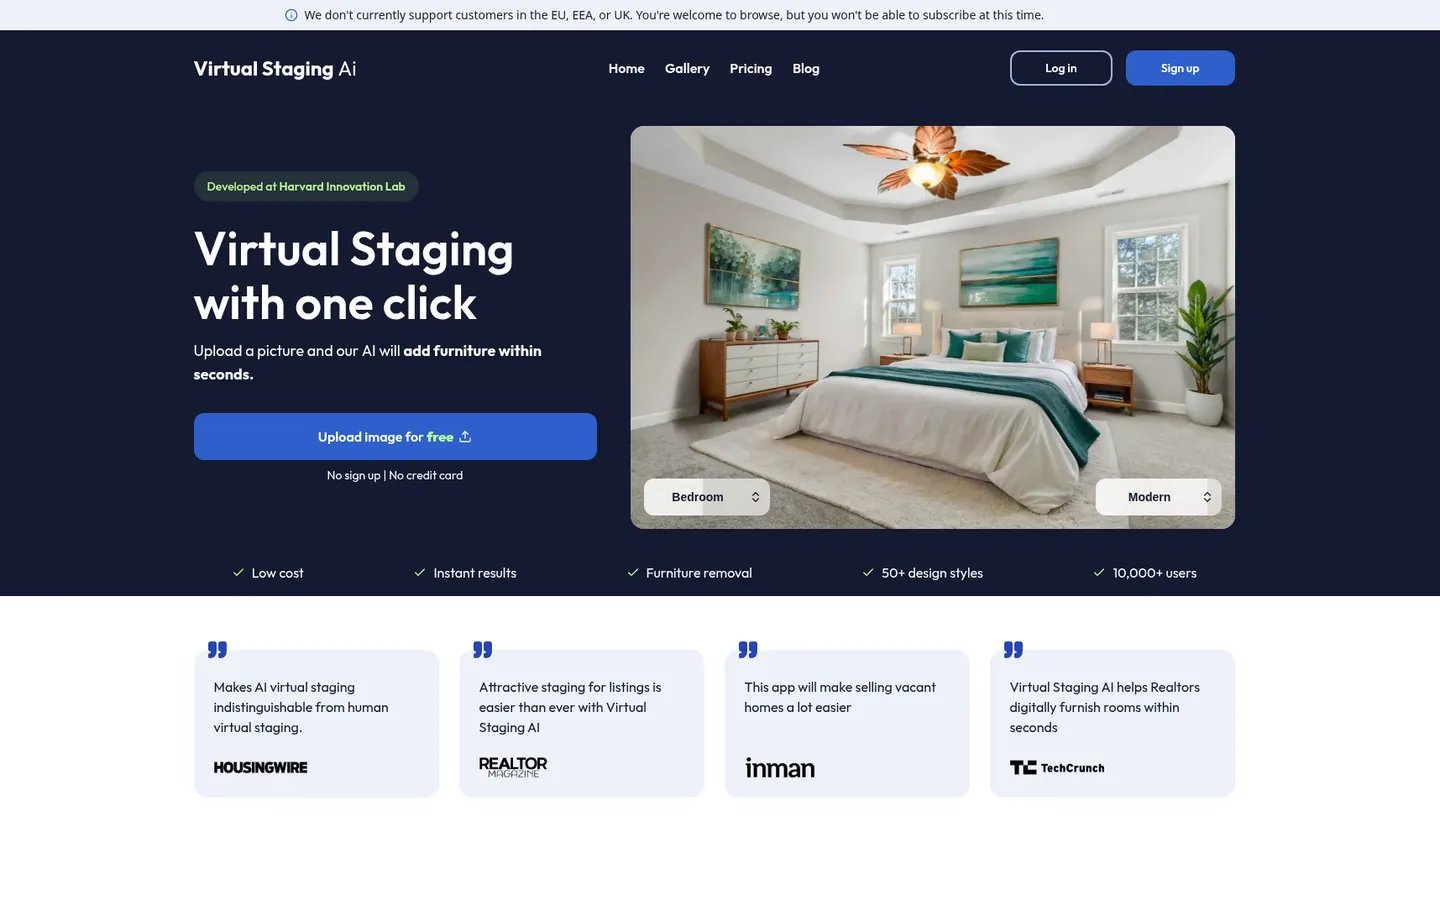 We don't currently support customers in the EU, EEA, or UK. You're welcome to browse, but you won't be able to subscribe at this time.
Virtual Staging Ai
Home
Gallery
Pricing
Blog
Log in
Sign up
Developed at Harvard Innovation Lab
Virtual Staging
with one click
Upload a picture and our AI will add furniture within
seconds.
Upload image for free
No sign up | No credit card
Bedroom
Modern
Low cost
Instant results
Furniture removal
50+ design styles
10,000+ users
Makes AI virtual staging
indistinguishable from human
virtual staging.
HOUSINGWIRE
Attractive staging for listings is
easier than ever with Virtual
Staging AI
REALTOR
MAGAZINE
This app will make selling vacant
homes a lot easier
inman
Virtual Staging AI helps Realtors
digitally furnish rooms within
seconds
TC TechCrunch